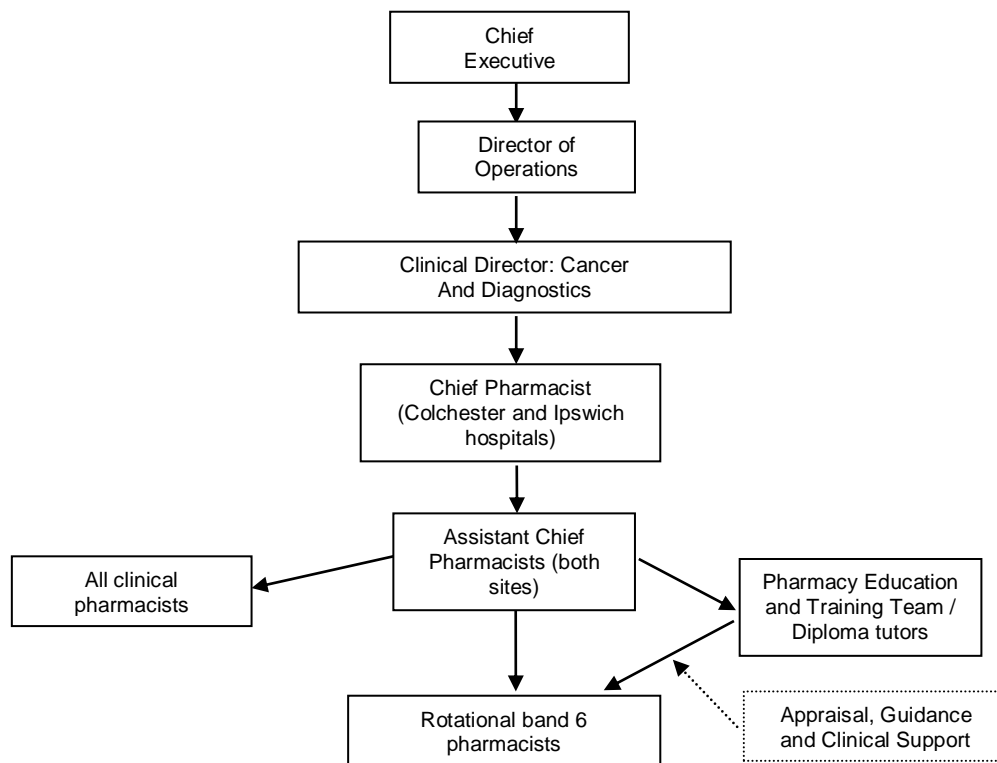 Chief
Executive
Director of
Operations
Clinical Director: Cancer
And Diagnostics
Chief Pharmacist
(Colchester and Ipswich
hospitals)
Assistant Chief
Pharmacists (both
sites)
All clinical
pharmacists
Pharmacy Education
and Training Team /
Diploma tutors
Rotational band 6
pharmacists
Appraisal, Guidance
and Clinical Support